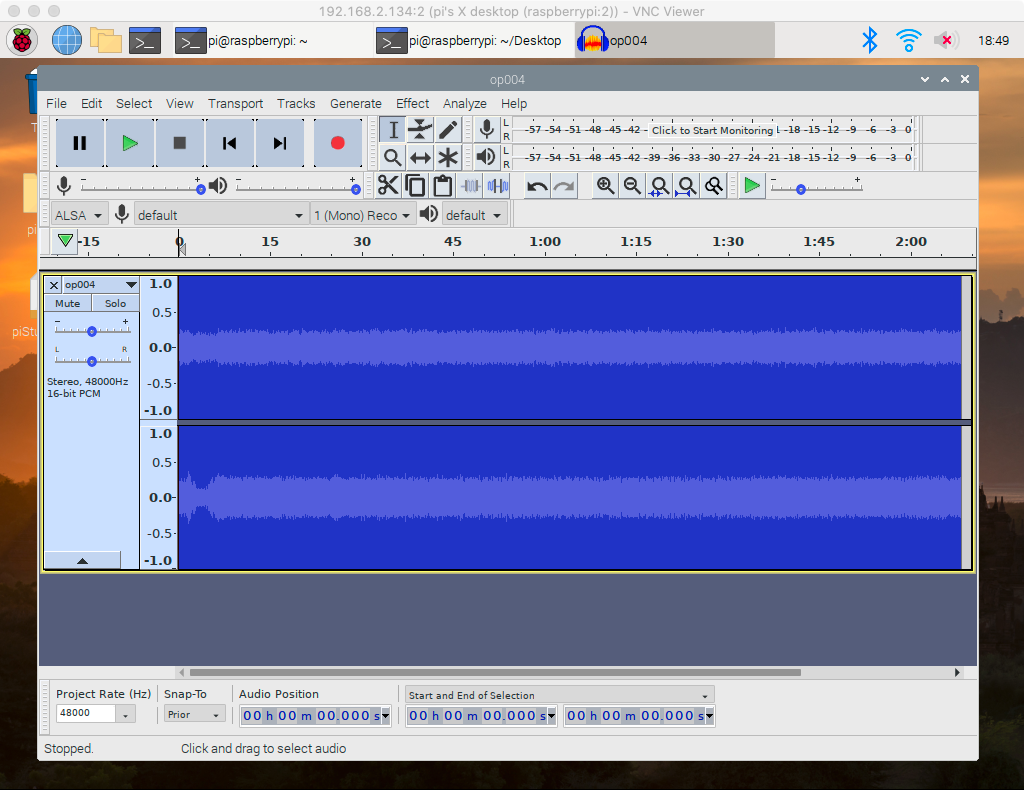 192.168.2.134:2 (pi's X desktop (raspberrypi:2)) - VNC Viewer
pi@raspberrypi: ~
pi@raspberrypi: ~/Desktop
op004
18:49
op004
File Edit Select View Transport Tracks Generate Effect Analyze Help
L
R
-57 -54 -51 -48 -45 -42 Click to Start Monitoring -18 -15 -12 -9 -6 -3 0
L
R
-57 -54 -51 -48 -45 -42 -39 -36 -33 -30 -27 -24 -21 -18 -15 -12 -9 -6 -3 0
ALSA default 1 (Mono) Reco default
-15 0 15 30 45 1:00 1:15 1:30 1:45 2:00
op004
Mute Solo
- +
L R
Stereo, 48000Hz
16-bit PCM
1.0
0.5
0.0
-0.5
-1.0
1.0
0.5
0.0
-0.5
-1.0
Project Rate (Hz) Snap-To Audio Position Start and End of Selection
48000 Prior 00 h 00 m 00.000 s 00 h 00 m 00.000 s 00 h 00 m 00.000 s
Stopped. Click and drag to select audio